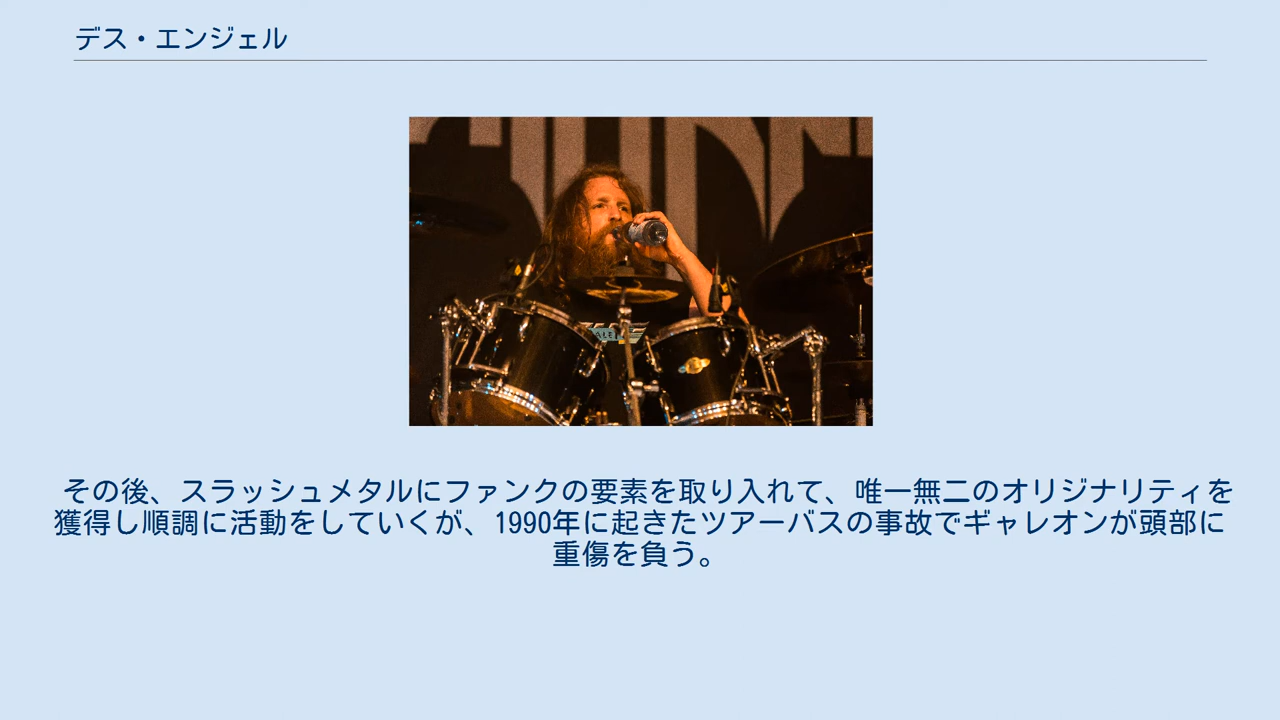 デス・エンジェル
その後、スラッシュメタルにファンクの要素を取り入れて、唯一無二のオリジナリティを
獲得し順調に活動をしていくが、1990年に起きたツアーバスの事故でギャレオンが頭部に
重傷を負う。